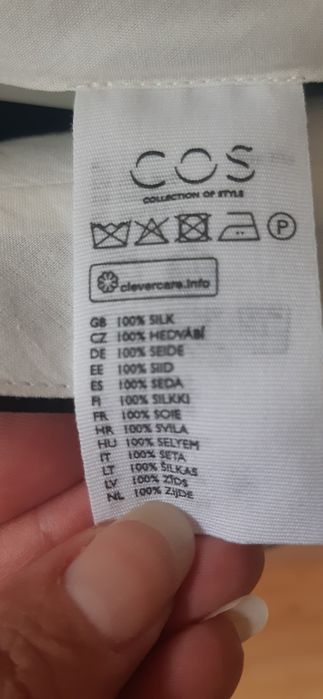 COS
COLLECTION OF STYLE
P
clevercare.info
GB 100% SILK
CZ 100% HEDVÁBÍ
DE 100% SEIDE
EE 100% SIID
ES 100% SEDA
FI 100% SILKKI
FR 100% SOIE
HR 100% SVILA
HU 100% SELYEM
IT 100% SETA
LT 100% ŠILKAS
LV 100% ZĪDS
NL 100% ZIJDE